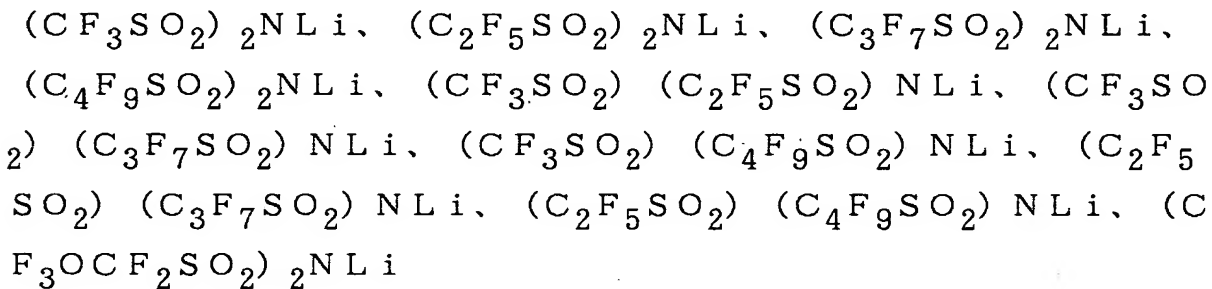 (CF₃SO₂)₂NLi、(C₂F₅SO₂)₂NLi、(C₃F₇SO₂)₂NLi、
(C₄F₉SO₂)₂NLi、(CF₃SO₂)(C₂F₅SO₂)NLi、(CF₃SO
₂)(C₃F₇SO₂)NLi、(CF₃SO₂)(C₄F₉SO₂)NLi、(C₂F₅
SO₂)(C₃F₇SO₂)NLi、(C₂F₅SO₂)(C₄F₉SO₂)NLi、(C
F₃OCF₂SO₂)₂NLi